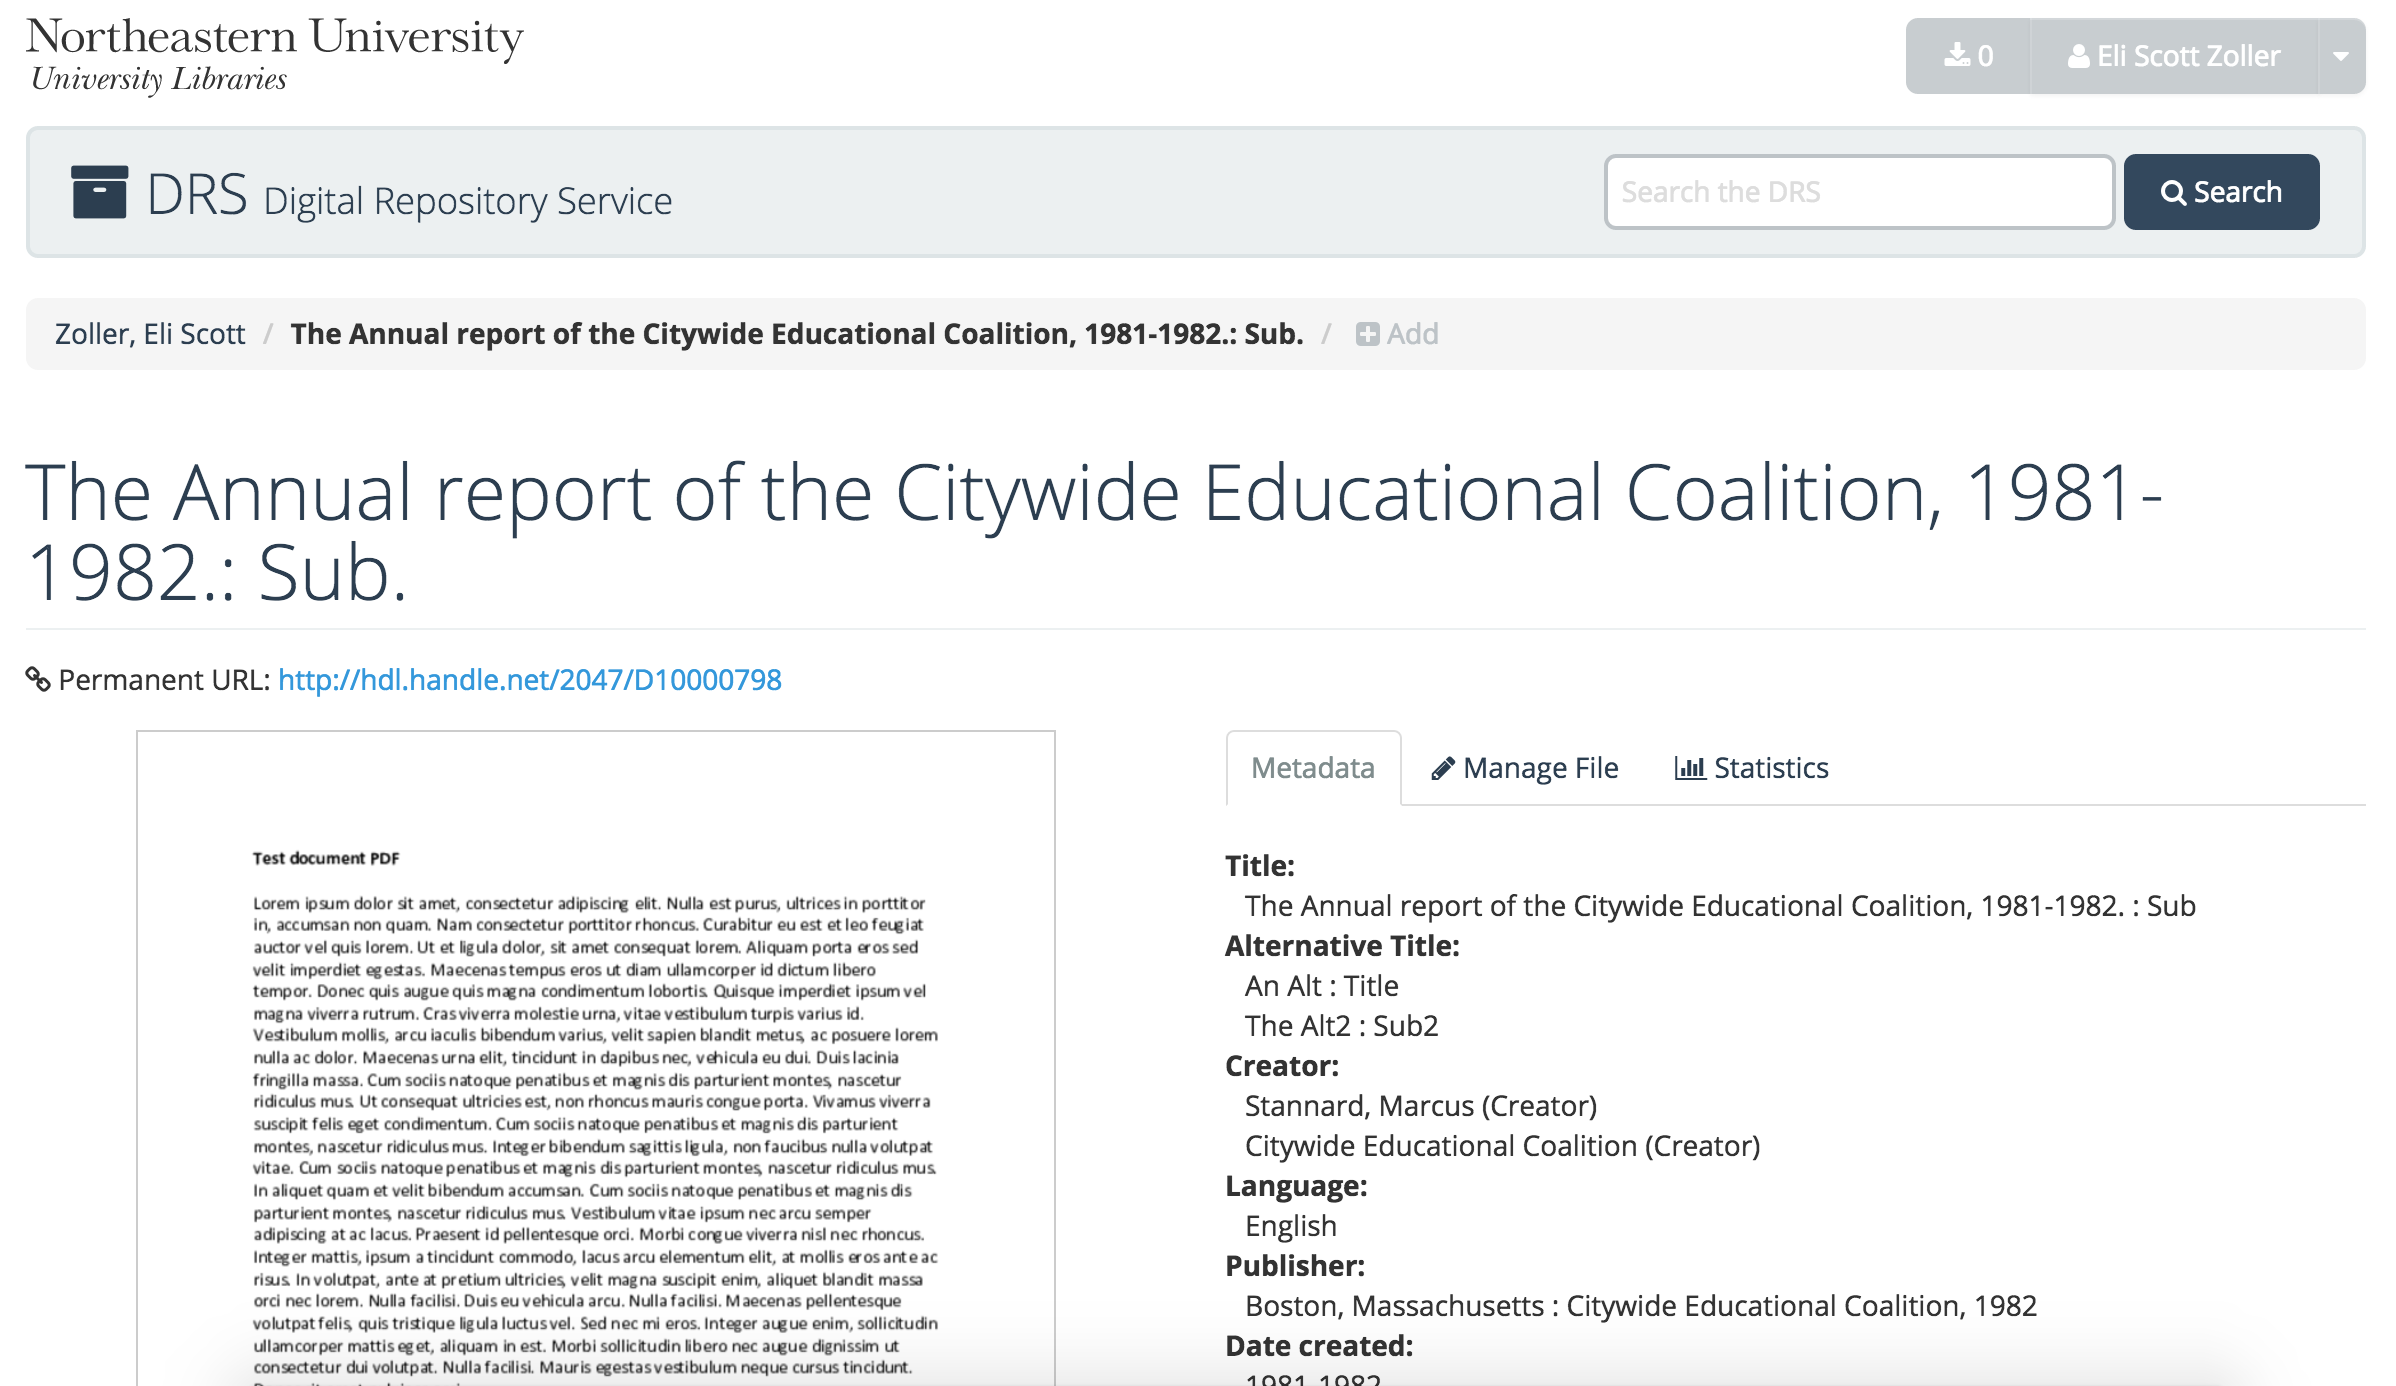 Northeastern University
University Libraries
0
Eli Scott Zoller
DRS Digital Repository Service
Search the DRS
Search
Zoller, Eli Scott / The Annual report of the Citywide Educational Coalition, 1981-1982.: Sub. / Add
The Annual report of the Citywide Educational Coalition, 1981-
1982.: Sub.
Permanent URL: http://hdl.handle.net/2047/D10000798
Test document PDF
Lorem ipsum dolor sit amet, consectetur adipiscing elit. Nulla est purus, ultrices in porttitor
in, accumsan non quam. Nam consectetur porttitor rhoncus. Curabitur eu est et leo feugiat
auctor vel quis lorem. Ut et ligula dolor, sit amet consequat lorem. Aliquam porta eros sed
velit imperdiet egestas. Maecenas tempus eros ut diam ullamcorper id dictum libero
tempor. Donec quis augue quis magna condimentum lobortis. Quisque imperdiet ipsum vel
magna viverra rutrum. Cras viverra molestie urna, vitae vestibulum turpis varius id.
Vestibulum mollis, arcu iaculis bibendum varius, velit sapien blandit metus, ac posuere lorem
nulla ac dolor. Maecenas urna elit, tincidunt in dapibus nec, vehicula eu dui. Duis lacinia
fringilla massa. Cum sociis natoque penatibus et magnis dis parturient montes, nascetur
ridiculus mus. Ut consequat ultricies est, non rhoncus mauris congue porta. Vivamus viverra
suscipit felis eget condimentum. Cum sociis natoque penatibus et magnis dis parturient
montes, nascetur ridiculus mus. Integer bibendum sagittis ligula, non faucibus nulla volutpat
vitae. Cum sociis natoque penatibus et magnis dis parturient montes, nascetur ridiculus mus.
In aliquet quam et velit bibendum accumsan. Cum sociis natoque penatibus et magnis dis
parturient montes, nascetur ridiculus mus. Vestibulum vitae ipsum nec arcu semper
adipiscing at ac lacus. Praesent id pellentesque orci. Morbi congue viverra nisl nec rhoncus.
Integer mattis, ipsum a tincidunt commodo, lacus arcu elementum elit, at mollis eros ante ac
risus. In volutpat, ante at pretium ultricies, velit magna suscipit enim, aliquet blandit massa
orci nec lorem. Nulla facilisi. Duis eu vehicula arcu. Nulla facilisi. Maecenas pellentesque
volutpat felis, quis tristique ligula luctus vel. Sed nec mi eros. Integer augue enim, sollicitudin
ullamcorper mattis eget, aliquam in est. Morbi sollicitudin libero nec augue dignissim ut
consectetur dui volutpat. Nulla facilisi. Mauris egestas vestibulum neque cursus tincidunt.
Metadata
Manage File
Statistics
Title:
The Annual report of the Citywide Educational Coalition, 1981-1982. : Sub
Alternative Title:
An Alt : Title
The Alt2 : Sub2
Creator:
Stannard, Marcus (Creator)
Citywide Educational Coalition (Creator)
Language:
English
Publisher:
Boston, Massachusetts : Citywide Educational Coalition, 1982
Date created:
1981-1982